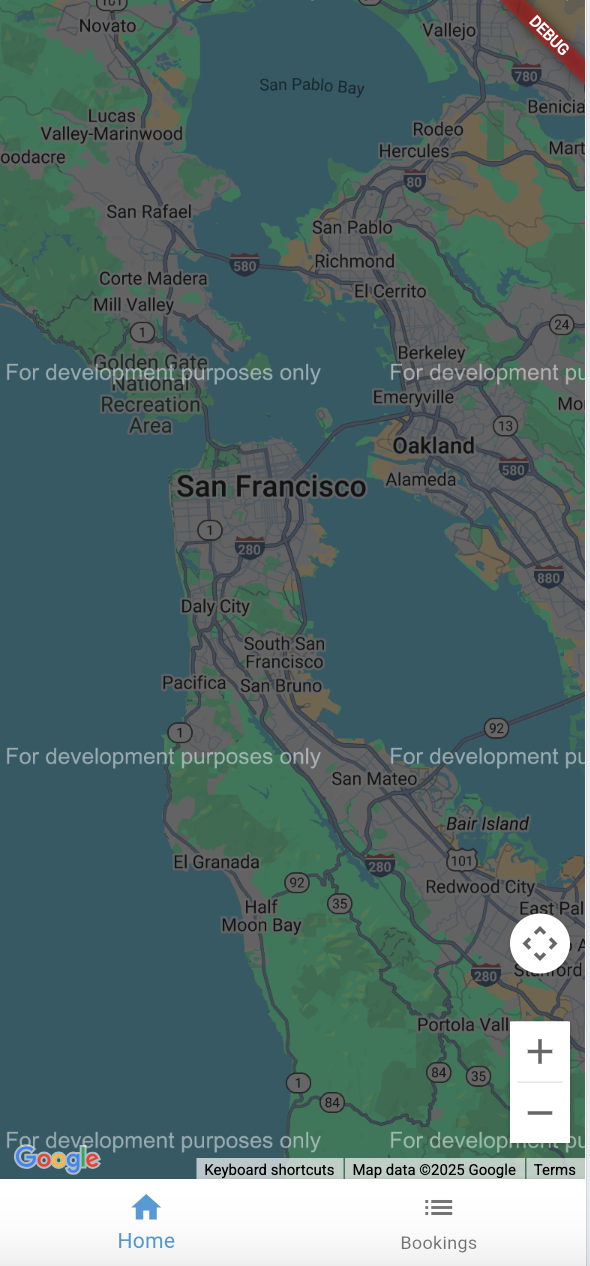 101
Novato
Vallejo
DEBUG
780
San Pablo Bay
Benicia
Lucas
Valley-Marinwood
Rodeo
Hercules
Mart
oodacre
80
San Rafael
San Pablo
580
Richmond
Corte Madera
El Cerrito
Mill Valley
1
24
Berkeley
Golden Gate
National
Recreation
Area
For development purposes only
For development pu
Emeryville
Mo
13
Oakland
580
Alameda
San Francisco
1
280
880
Daly City
South San
Francisco
Pacifica
San Bruno
92
1
For development purposes only
For development pu
San Mateo
Bair Island
El Granada
280
101
92
Redwood City
35
Half
Moon Bay
East Pal
o A
Stanford
280
Portola Vall
1
84
35
84
For development purposes only
For development pu
Google
Keyboard shortcuts
Map data ©2025 Google
Terms
Home
Bookings